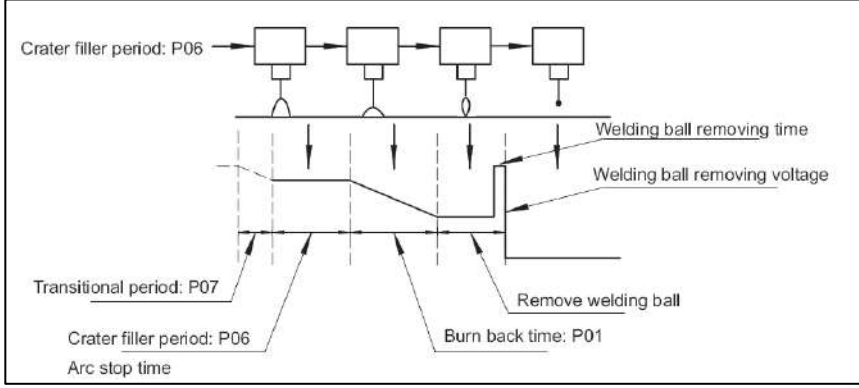 Crater filler period: P06
Welding ball removing time
Welding ball removing voltage
Transitional period: P07
Remove welding ball
Crater filler period: P06
Burn back time: P01
Arc stop time